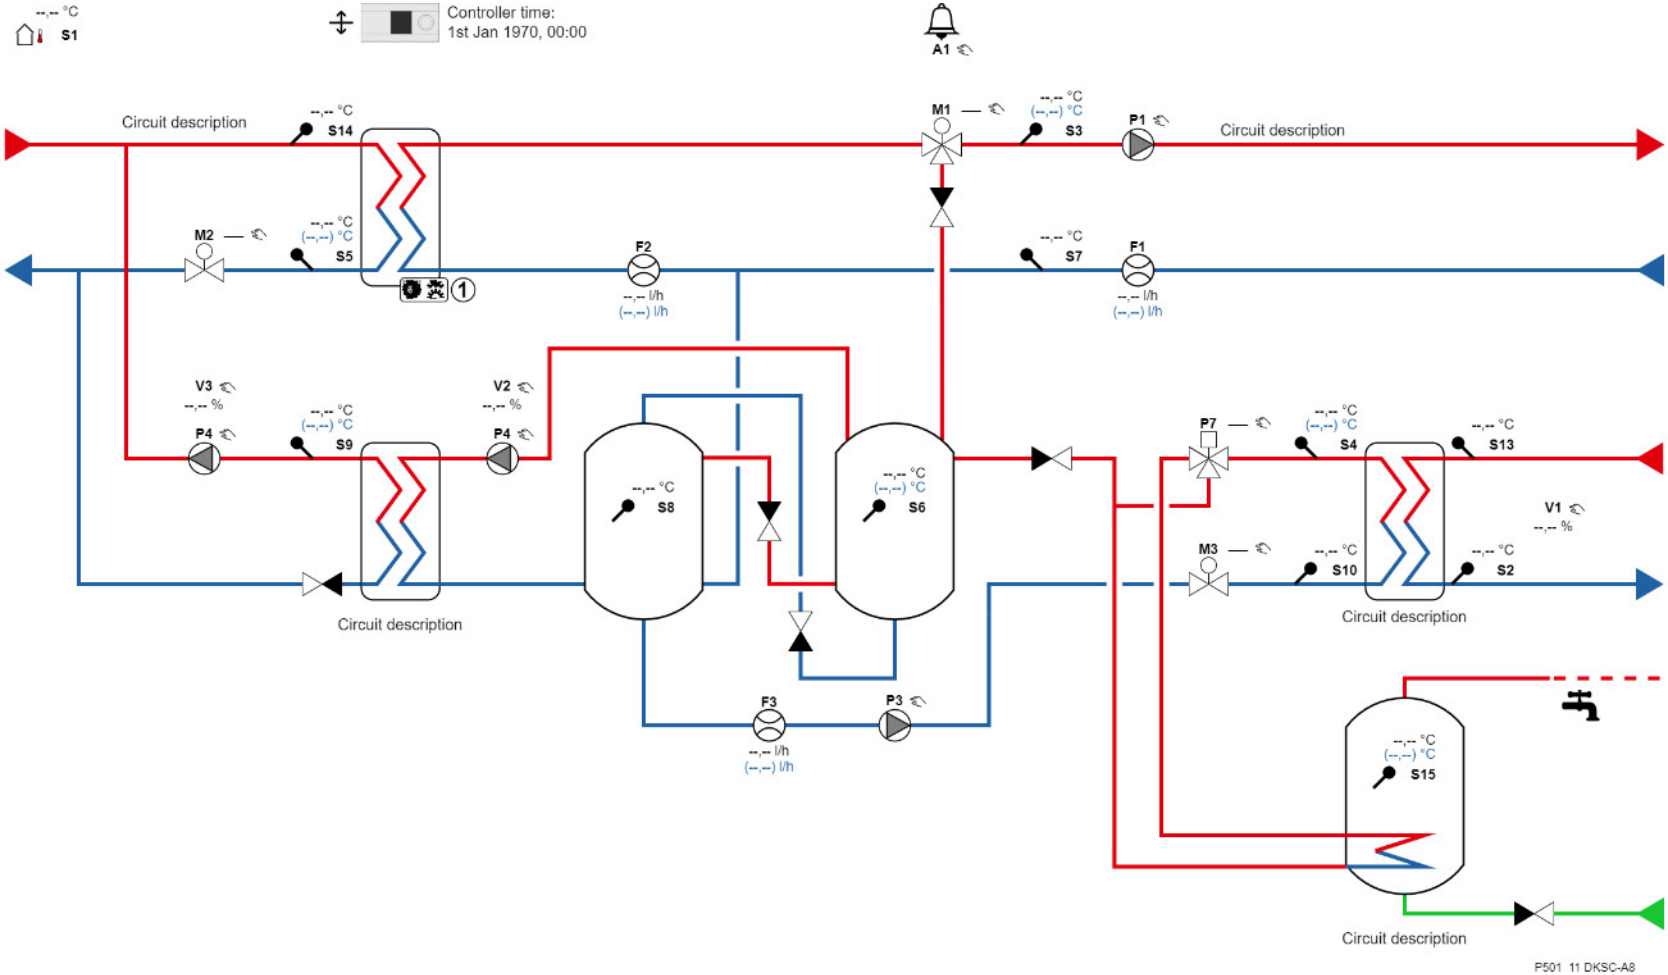 --,-- °C
S1
Controller time:
1st Jan 1970, 00:00
A1
Circuit description
--,-- °C
S14
M1
--,-- °C
(--,--) °C
S3
P1
Circuit description
M2
--,-- °C
(--,--) °C
S5
1
F2
--,-- l/h
(--,--) l/h
--,-- °C
S7
F1
--,-- l/h
(--,--) l/h
V3
--,-- %
P4
--,-- °C
(--,--) °C
S9
V2
--,-- %
P4
--,-- °C
S8
--,-- °C
(--,--) °C
S6
P7
--,-- °C
(--,--) °C
S4
--,-- °C
S13
V1
--,-- %
M3
--,-- °C
S10
--,-- °C
S2
Circuit description
Circuit description
F3
--,-- l/h
(--,--) l/h
P3
--,-- °C
(--,--) °C
S15
Circuit description
P501_11 DKSC-A8